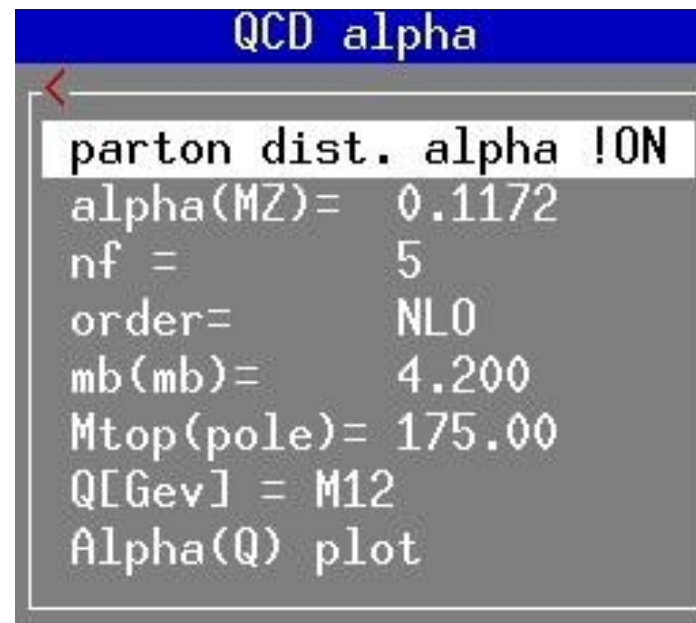 QCD alpha
<
parton dist. alpha !ON
alpha(MZ)= 0.1172
nf = 5
order= NLO
mb(mb)= 4.200
Mtop(pole)= 175.00
Q[Gev] = M12
Alpha(Q) plot